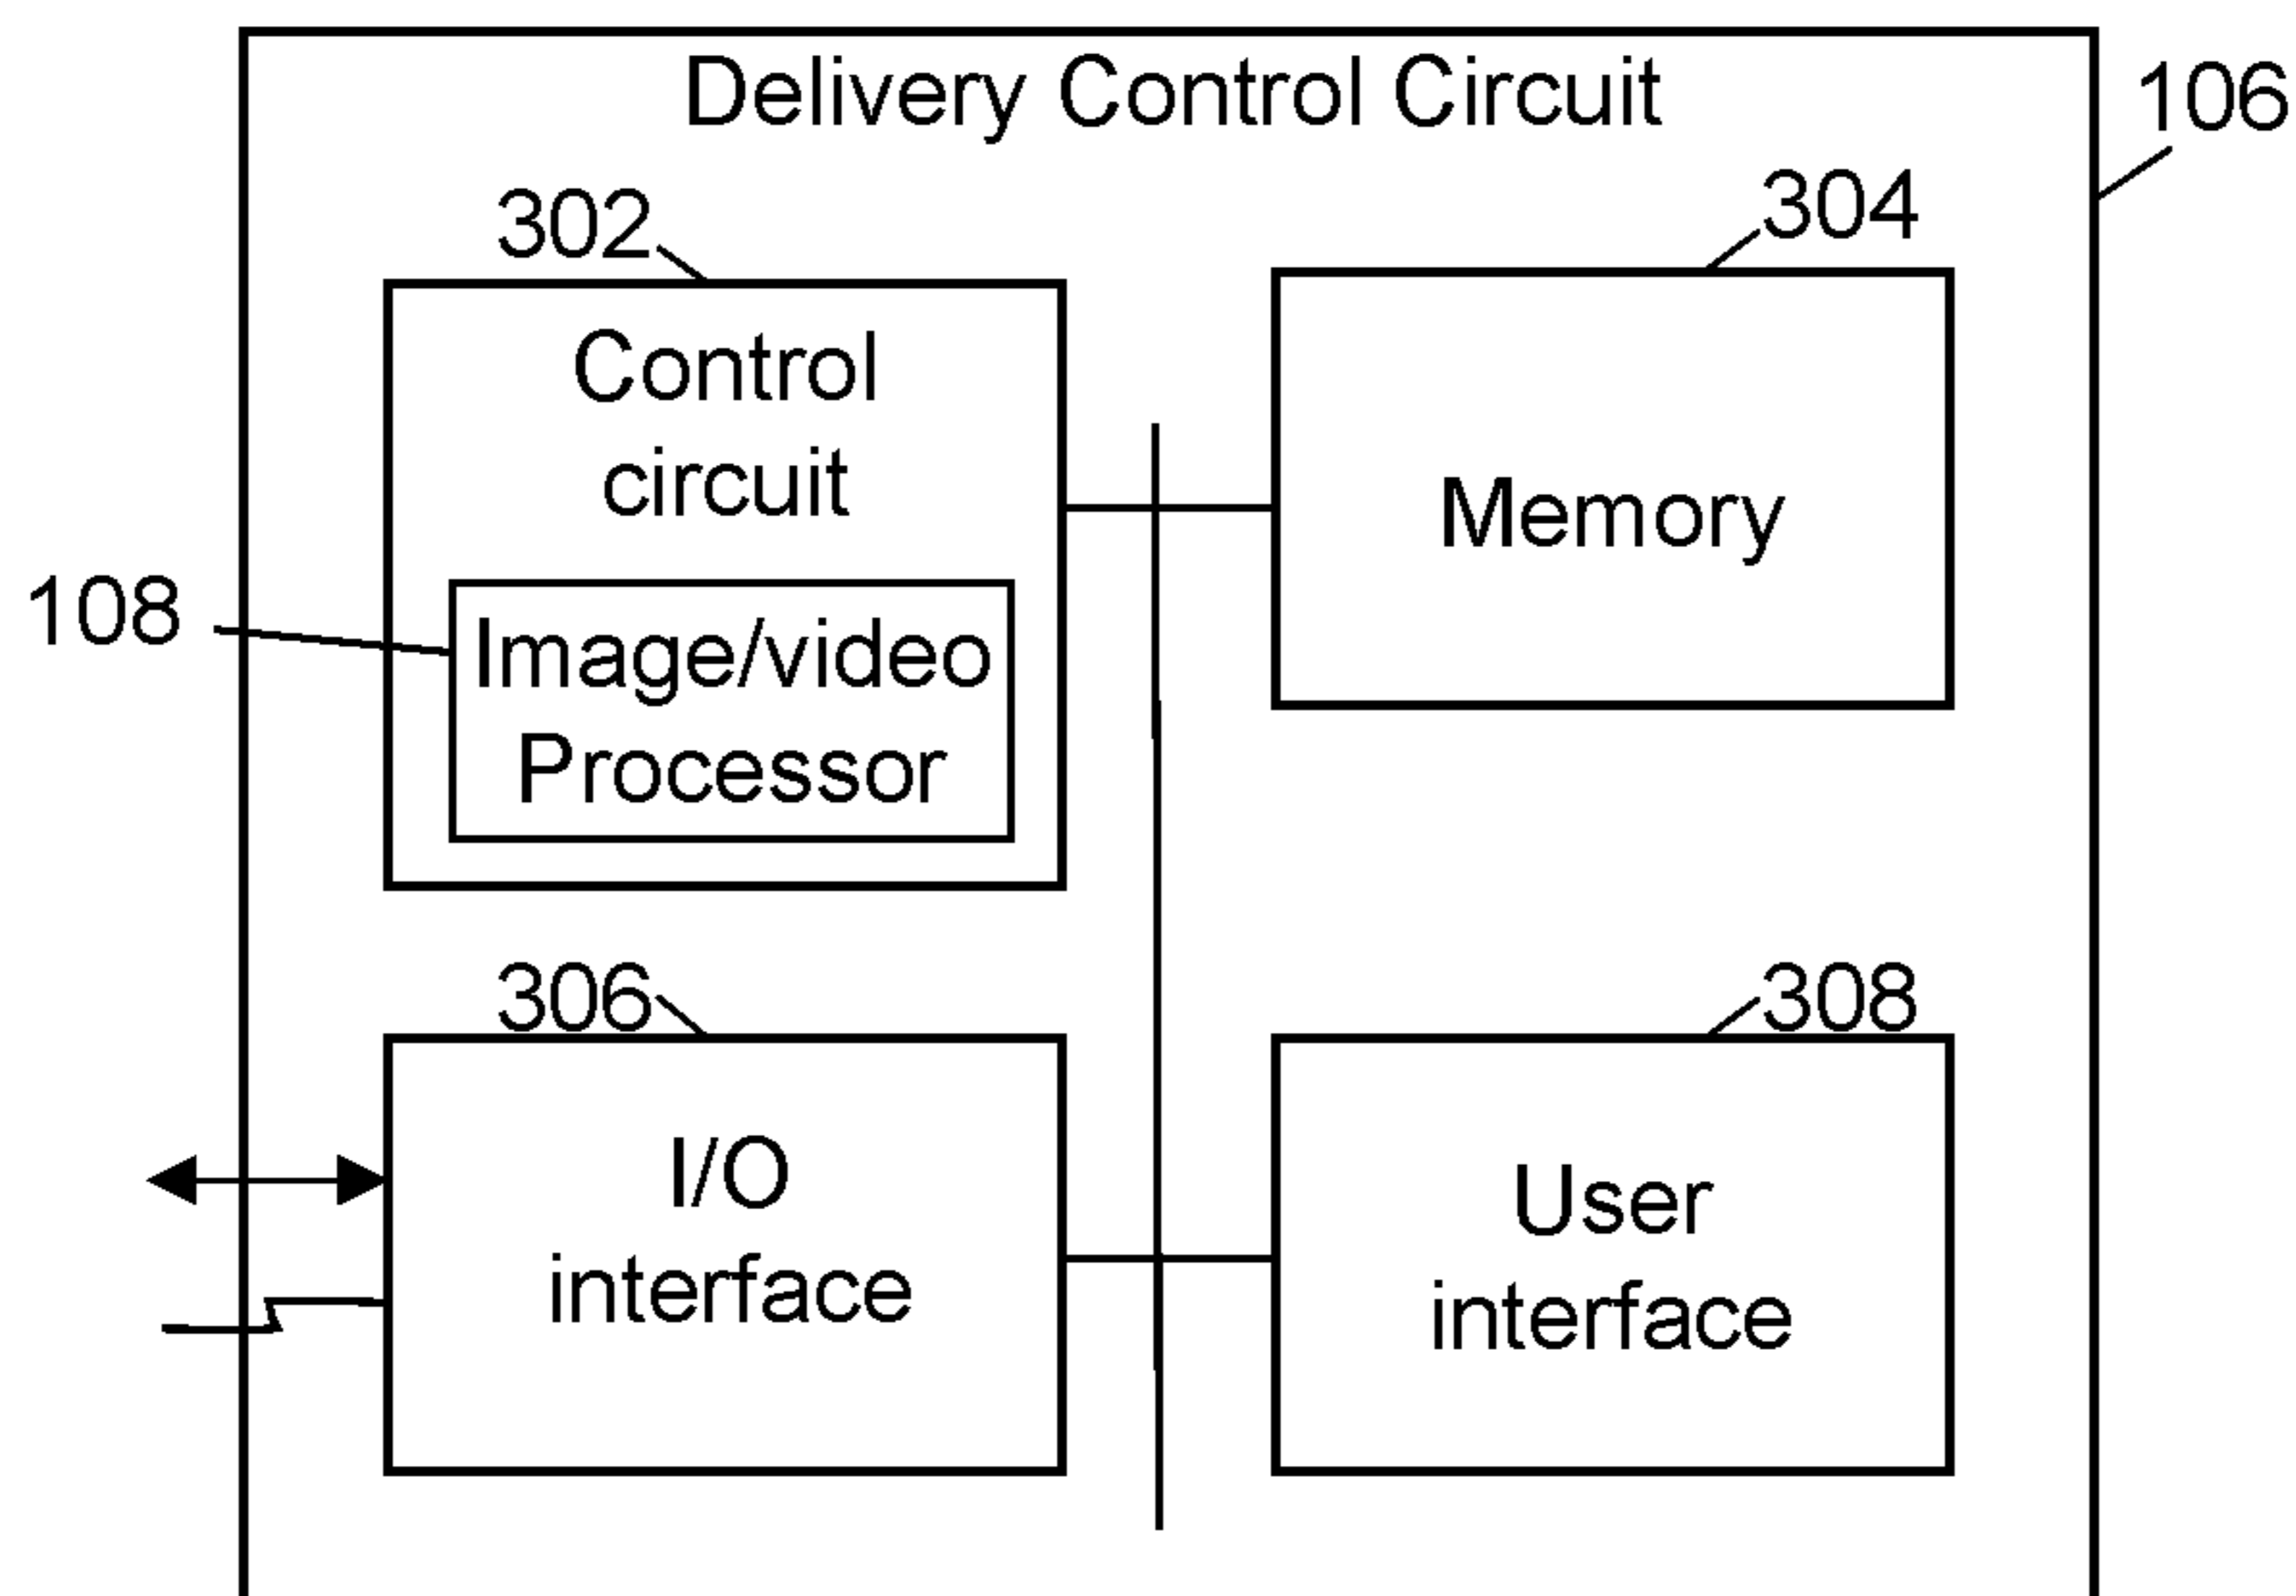 Delivery Control Circuit
106
302
304
Control
circuit
Memory
108
Image/video
Processor
306
308
I/O
interface
User
interface